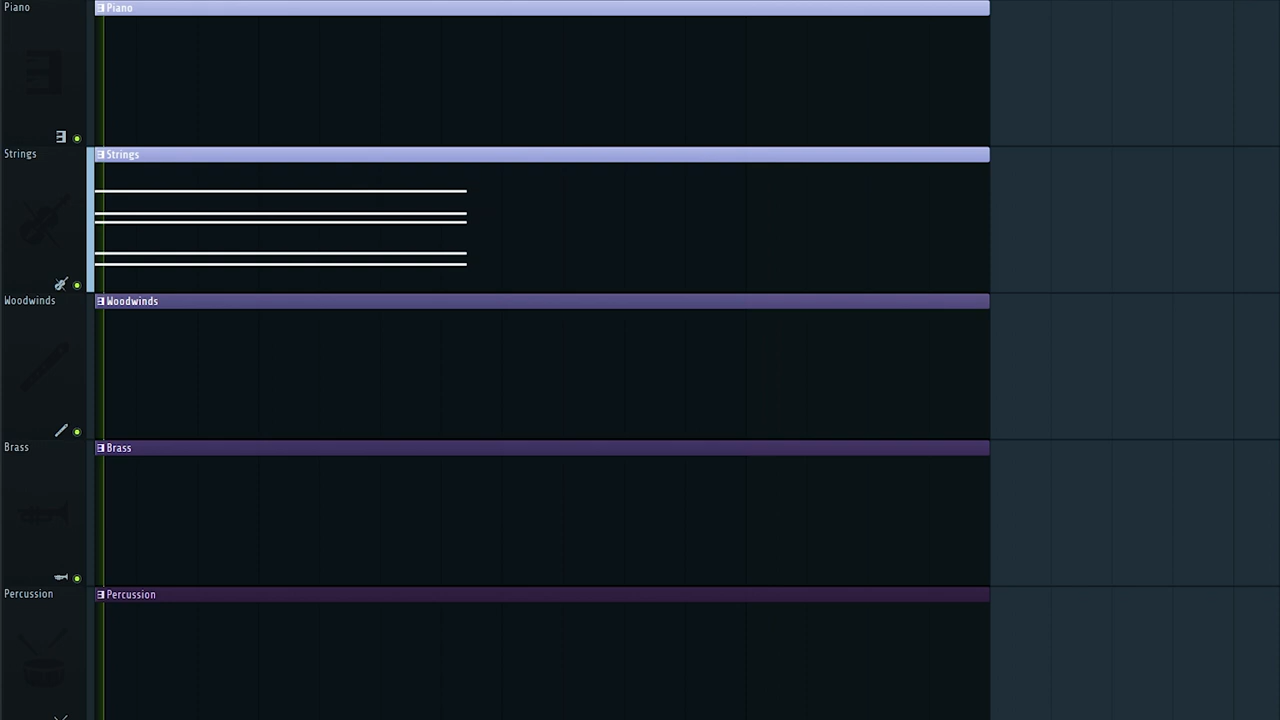 Piano
Piano
Strings
Strings
Woodwinds
Woodwinds
Brass
Brass
Percussion
Percussion